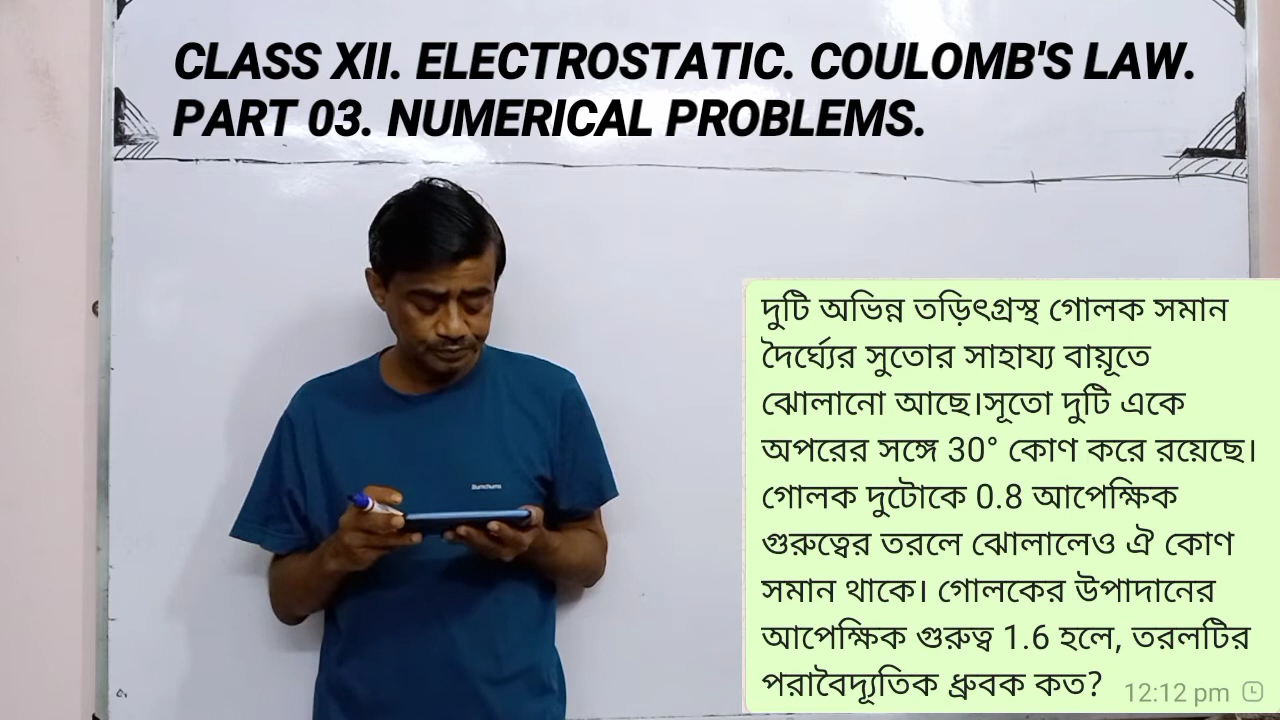 CLASS XII. ELECTROSTATIC. COULOMB'S LAW.
PART 03. NUMERICAL PROBLEMS.
দুটি অভিন্ন তড়িৎগ্রস্থ গোলক সমান
দৈর্ঘ্যের সুতোর সাহায্য বায়ূতে
ঝোলানো আছে।সূতো দুটি একে
অপরের সঙ্গে 30° কোণ করে রয়েছে।
গোলক দুটোকে 0.8 আপেক্ষিক
গুরুত্বের তরলে ঝোলালেও ঐ কোণ
সমান থাকে। গোলকের উপাদানের
আপেক্ষিক গুরুত্ব 1.6 হলে, তরলটির
পরাবৈদ্যূতিক ধ্রুবক কত?
12:12 pm